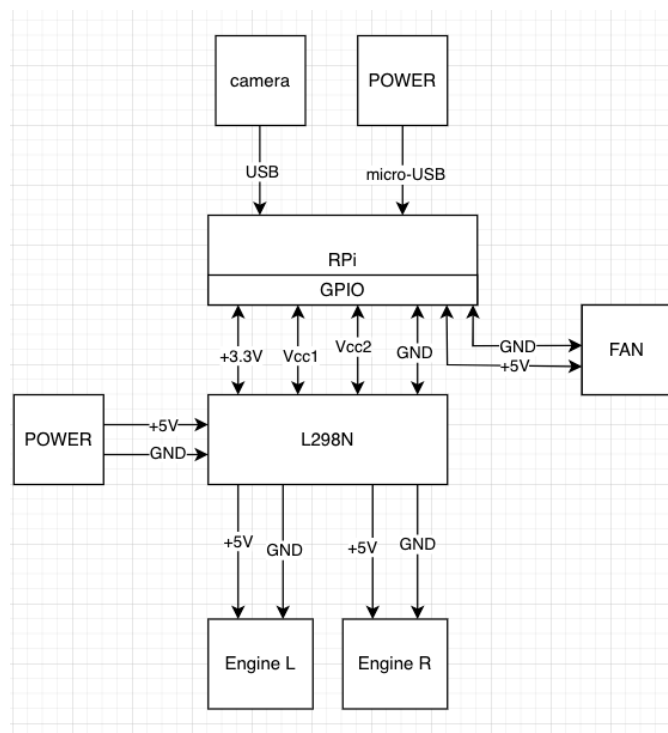 camera
POWER
USB
micro-USB
RPi
GPIO
+3.3V
Vcc1
Vcc2
GND
GND
+5V
FAN
POWER
+5V
GND
L298N
+5V
GND
+5V
GND
Engine L
Engine R